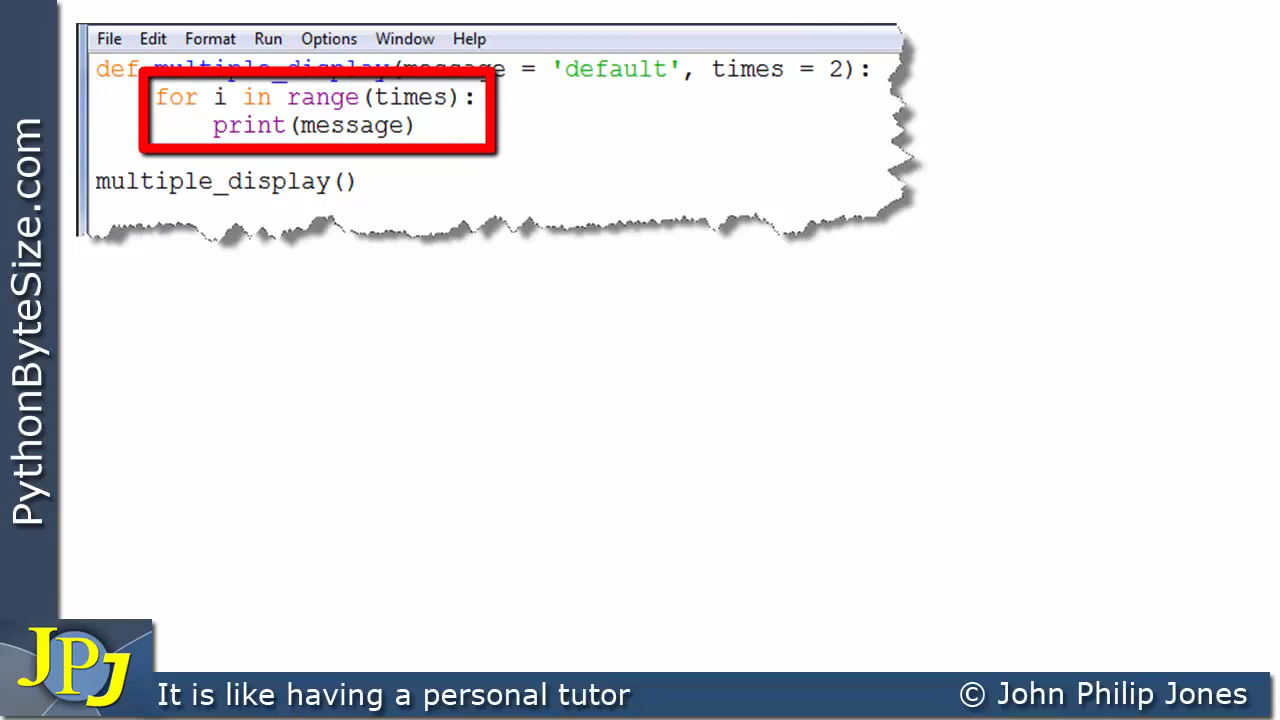 File Edit Format Run Options Window Help
def multiple_display(message = 'default', times = 2):
for i in range(times):
print(message)
multiple_display()
PythonByteSize.com
JPJ
It is like having a personal tutor
© John Philip Jones